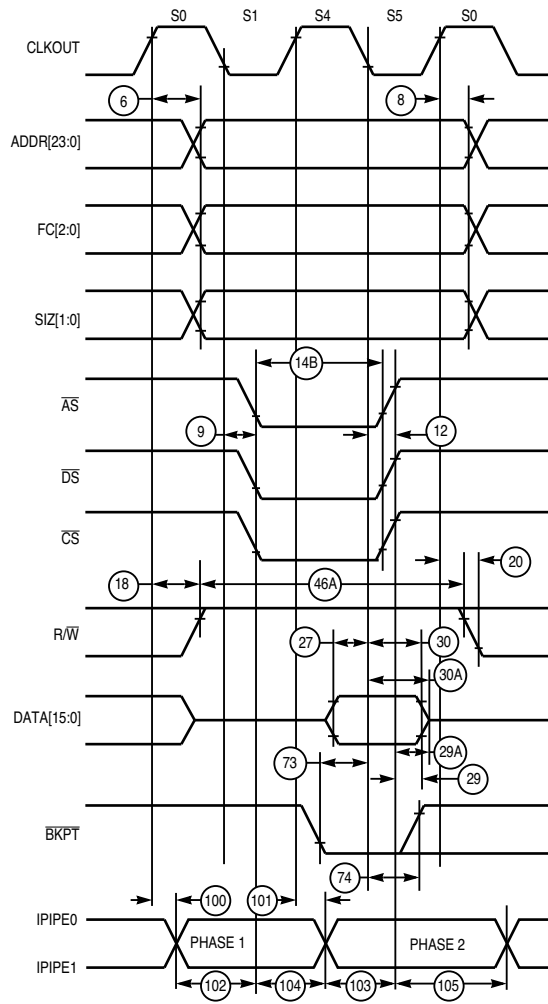 S0 S1 S4 S5 S0
CLKOUT
6 8
ADDR[23:0]
FC[2:0]
SIZ[1:0]
14B
AS
9 12
DS
CS
20
18 46A
R/W
27 30
30A
DATA[15:0]
29A
73 29
BKPT
74
100 101
IPIPE0
PHASE 1 PHASE 2
IPIPE1
102 104 103 105